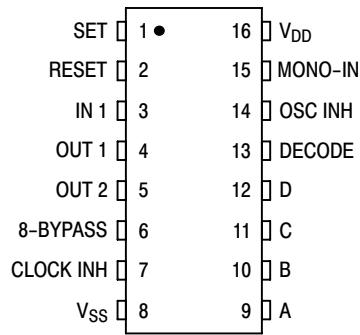 SET 1 16 VDD
RESET 2 15 MONO-IN
IN 1 3 14 OSC INH
OUT 1 4 13 DECODE
OUT 2 5 12 D
8-BYPASS 6 11 C
CLOCK INH 7 10 B
VSS 8 9 A